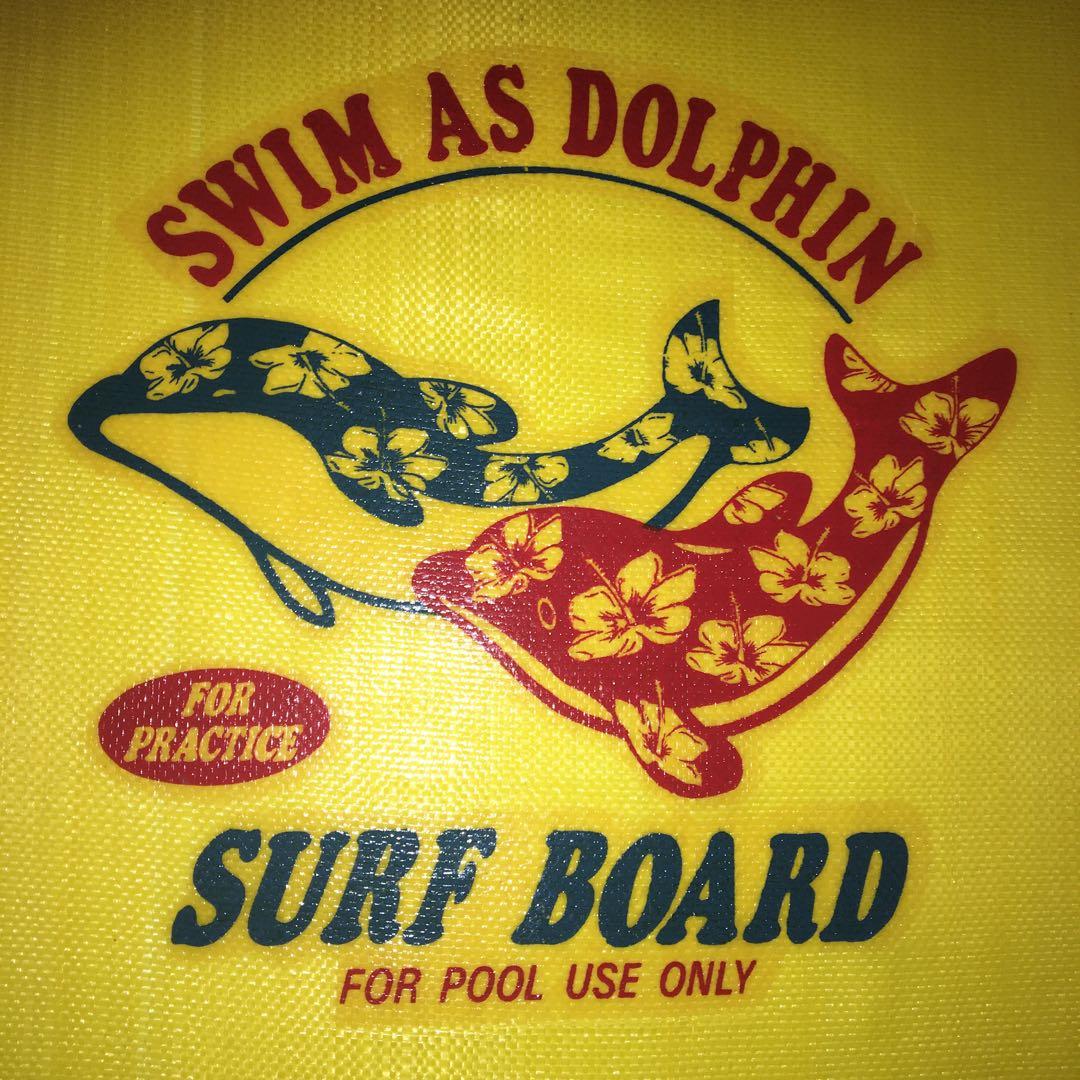 SWIM AS DOLPHIN
FOR
PRACTICE
SURF BOARD
FOR POOL USE ONLY